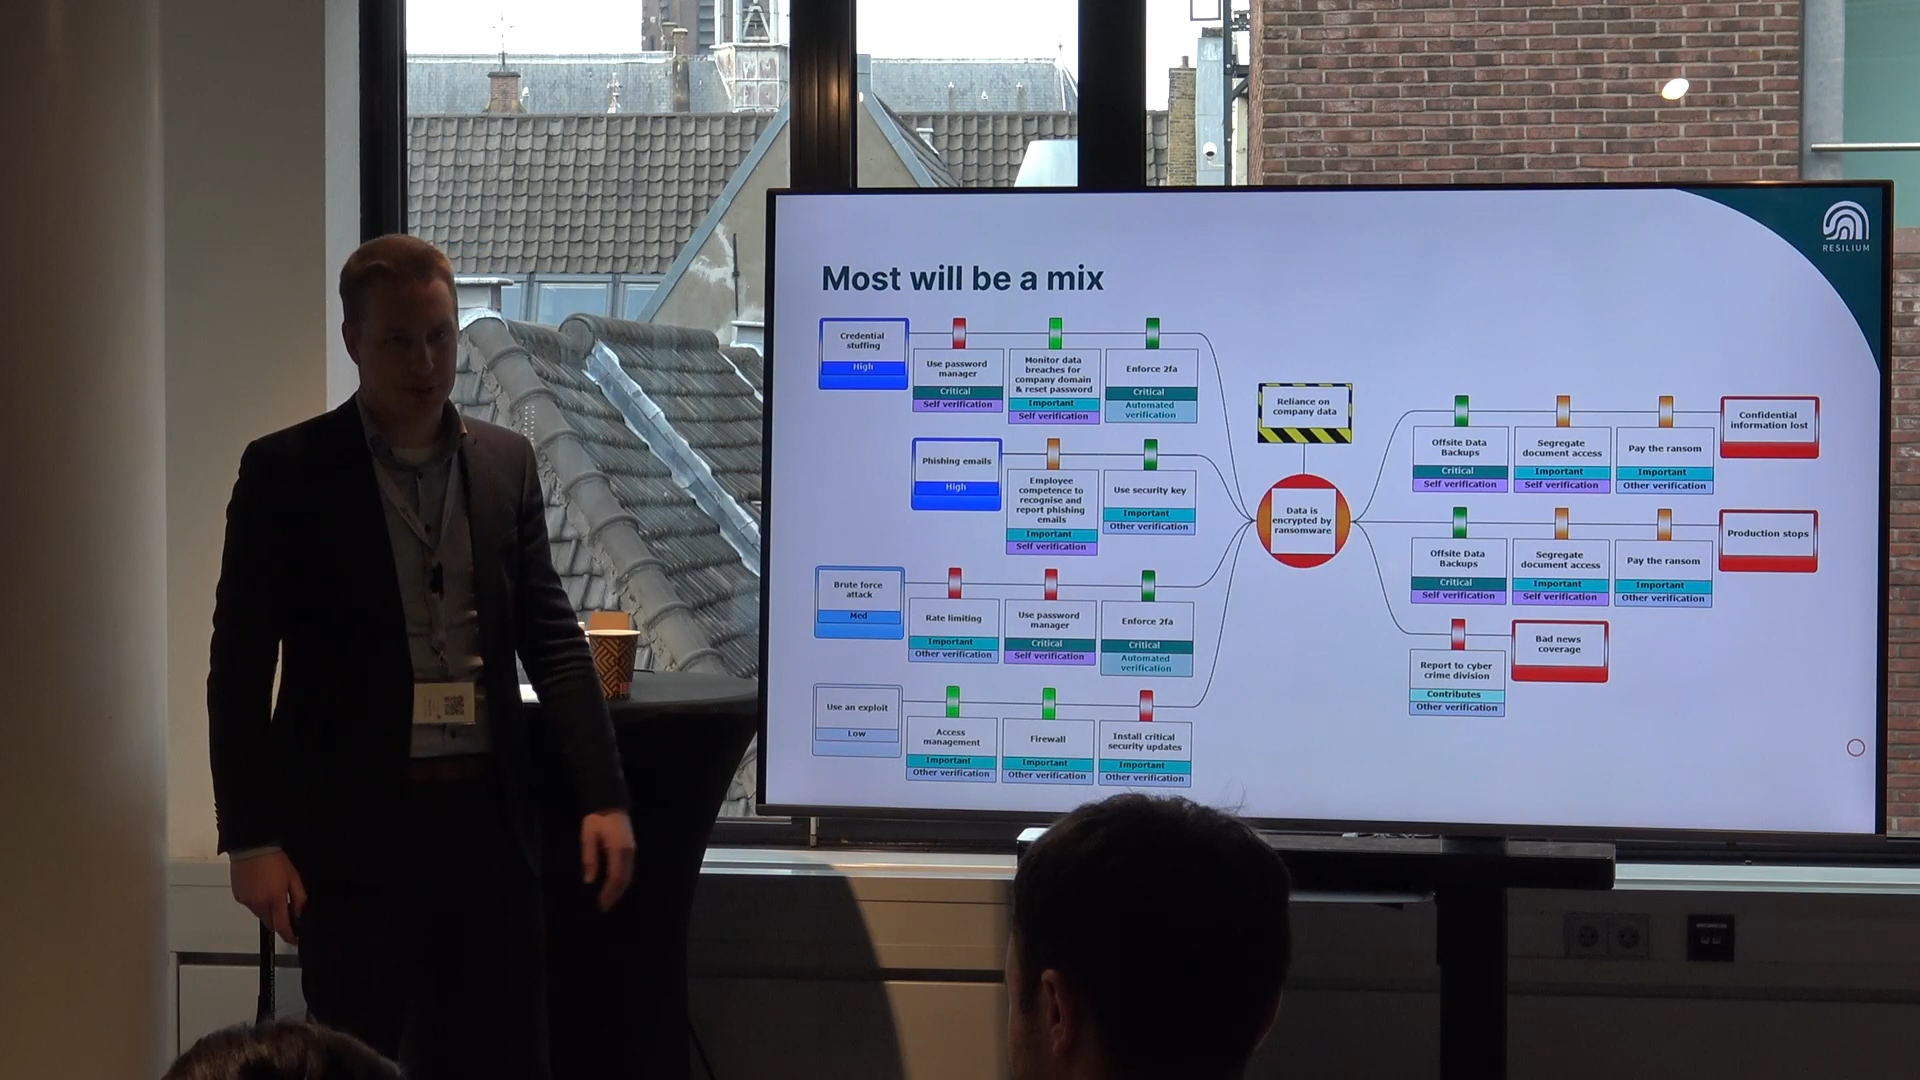 RESILIUM
Most will be a mix
Credential
stuffing
High
Use password
manager
Critical
Self verification
Monitor data
breaches for
company domain
& reset password
Important
Self verification
Enforce 2fa
Critical
Automated
verification
Phishing emails
High
Employee
competence to
recognise and
report phishing
emails
Important
Self verification
Use security key
Important
Other verification
Brute force
attack
Med
Rate limiting
Important
Other verification
Use password
manager
Critical
Self verification
Enforce 2fa
Critical
Automated
verification
Use an exploit
Low
Access
management
Important
Other verification
Firewall
Important
Other verification
Install critical
security updates
Important
Other verification
Reliance on
company data
Data is
encrypted by
ransomware
Offsite Data
Backups
Critical
Self verification
Segregate
document access
Important
Self verification
Pay the ransom
Important
Other verification
Confidential
information lost
Offsite Data
Backups
Critical
Self verification
Segregate
document access
Important
Self verification
Pay the ransom
Important
Other verification
Production stops
Report to cyber
crime division
Contributes
Other verification
Bad news
coverage